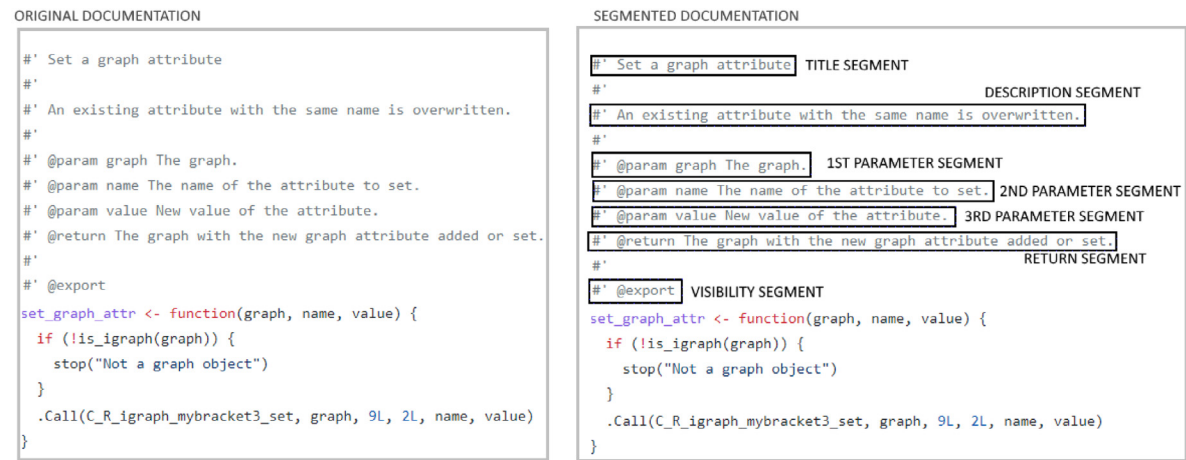 ORIGINAL DOCUMENTATION
#' Set a graph attribute
#'
#' An existing attribute with the same name is overwritten.
#'
#' @param graph The graph.
#' @param name The name of the attribute to set.
#' @param value New value of the attribute.
#' @return The graph with the new graph attribute added or set.
#'
#' @export
set_graph_attr <- function(graph, name, value) {
  if (!is_igraph(graph)) {
    stop("Not a graph object")
  }
  .Call(C_R_igraph_mybracket3_set, graph, 9L, 2L, name, value)
}
SEGMENTED DOCUMENTATION
#' Set a graph attribute TITLE SEGMENT
#'
DESCRIPTION SEGMENT
#' An existing attribute with the same name is overwritten.
#'
#' @param graph The graph. 1ST PARAMETER SEGMENT
#' @param name The name of the attribute to set. 2ND PARAMETER SEGMENT
#' @param value New value of the attribute. 3RD PARAMETER SEGMENT
#' @return The graph with the new graph attribute added or set.
RETURN SEGMENT
#'
#' @export VISIBILITY SEGMENT
set_graph_attr <- function(graph, name, value) {
  if (!is_igraph(graph)) {
    stop("Not a graph object")
  }
  .Call(C_R_igraph_mybracket3_set, graph, 9L, 2L, name, value)
}